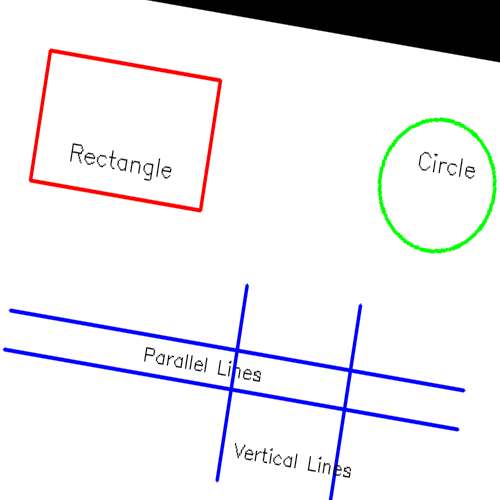 Rectangle
Circle
Parallel Lines
Vertical Lines